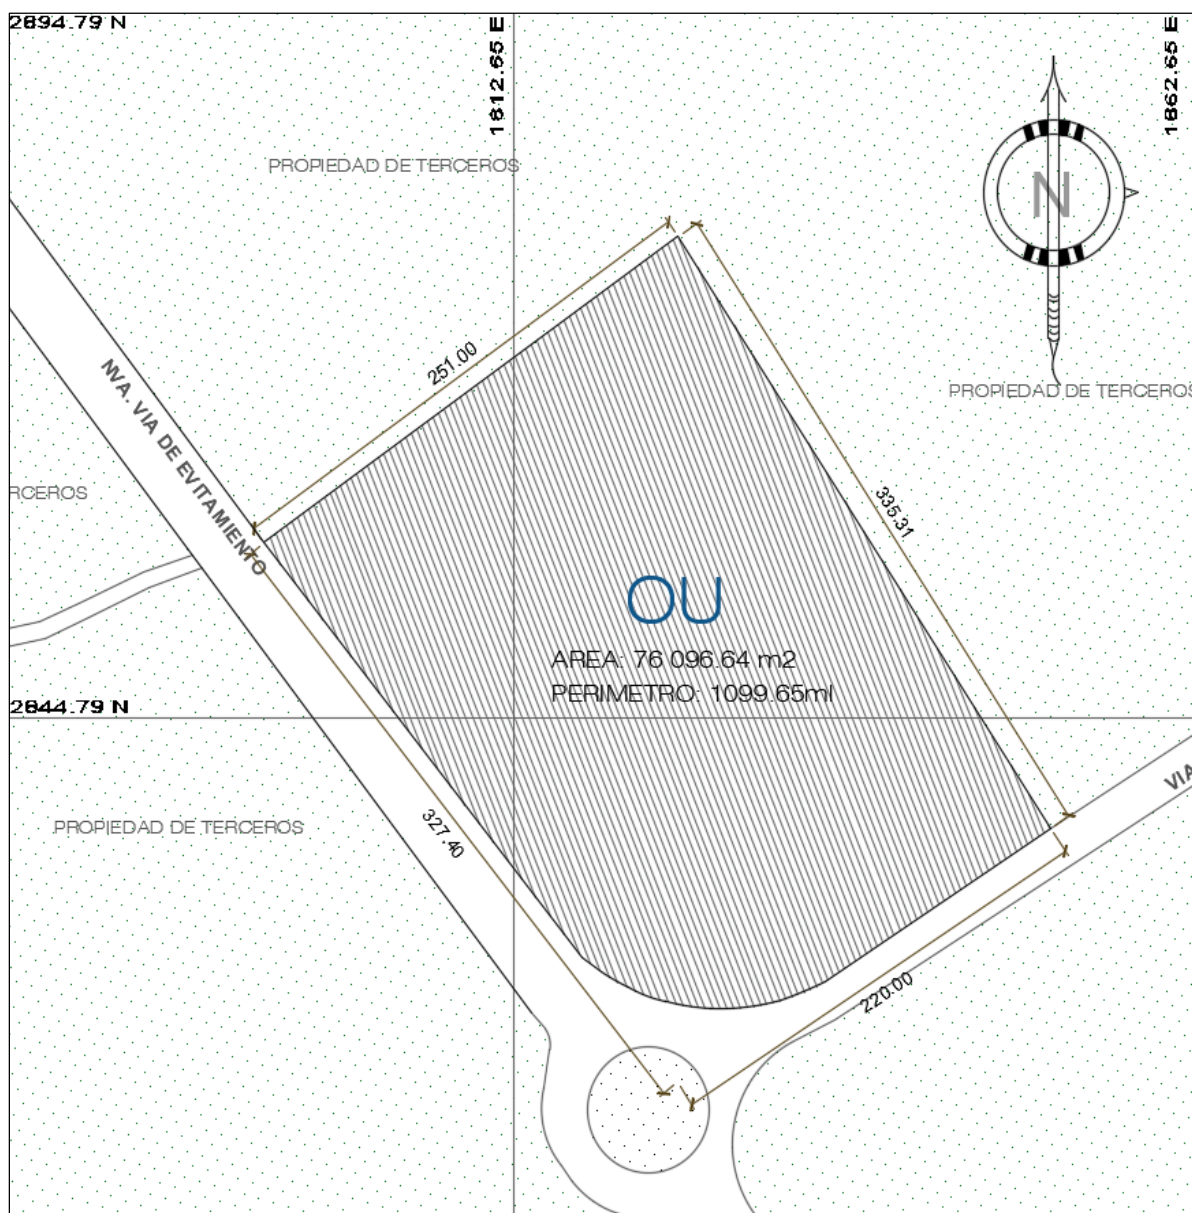 2894.79 N
1812.65 E
1862.65 E
PROPIEDAD DE TERCEROS
N
PROPIEDAD DE TERCEROS
251.00
NVA. VIA DE EVITAMIENTO
RCEROS
335.31
OU
AREA: 76 096.64 m2
PERIMETRO: 1099.65ml
2844.79 N
VIA
PROPIEDAD DE TERCEROS
327.40
220.00